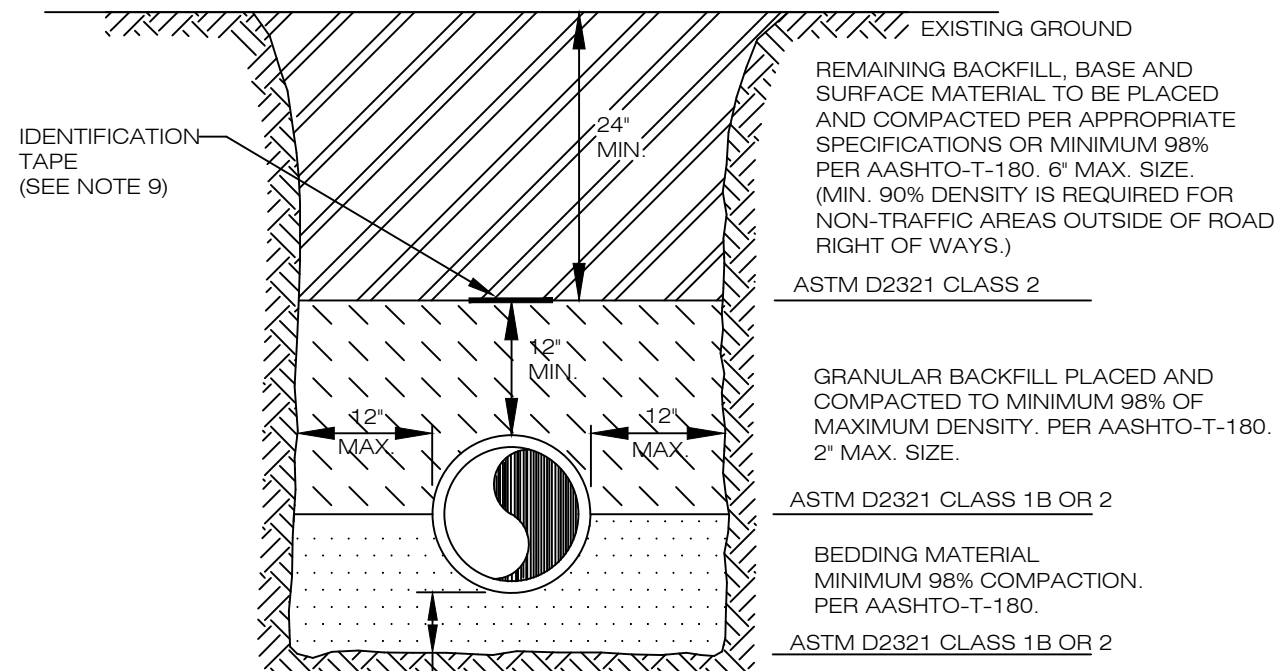 EXISTING GROUND
REMAINING BACKFILL, BASE AND
SURFACE MATERIAL TO BE PLACED
AND COMPACTED PER APPROPRIATE
SPECIFICATIONS OR MINIMUM 98%
PER AASHTO-T-180. 6" MAX. SIZE.
(MIN. 90% DENSITY IS REQUIRED FOR
NON-TRAFFIC AREAS OUTSIDE OF ROAD
RIGHT OF WAYS.)
ASTM D2321 CLASS 2
24"
MIN.
IDENTIFICATION
TAPE
(SEE NOTE 9)
12"
MIN.
12"
MAX.
12"
MAX.
GRANULAR BACKFILL PLACED AND
COMPACTED TO MINIMUM 98% OF
MAXIMUM DENSITY. PER AASHTO-T-180.
2" MAX. SIZE.
ASTM D2321 CLASS 1B OR 2
BEDDING MATERIAL
MINIMUM 98% COMPACTION.
PER AASHTO-T-180.
ASTM D2321 CLASS 1B OR 2